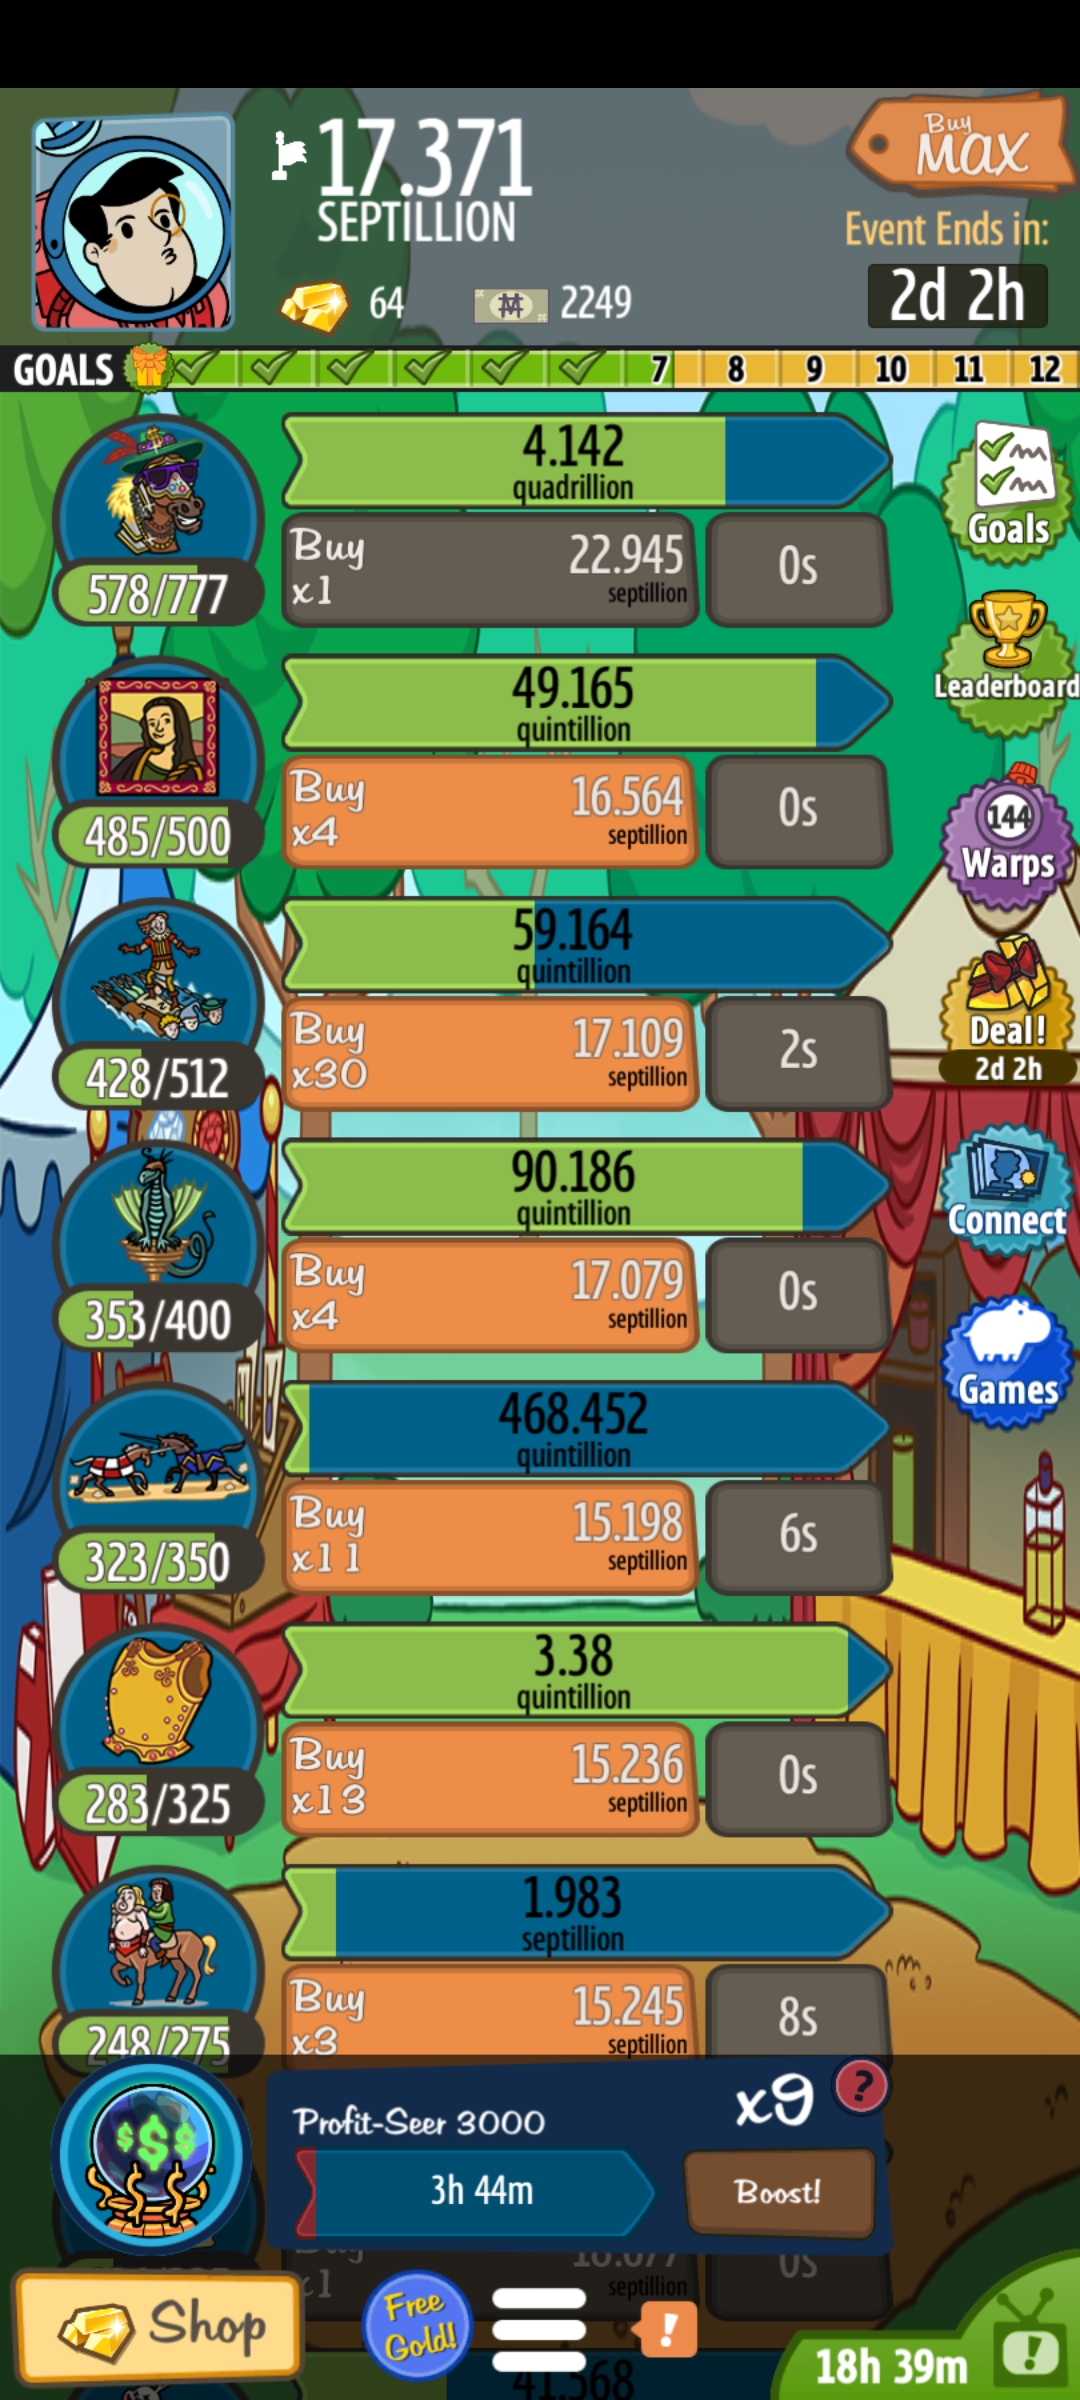 17.371
SEPTILLION
64
2249
Buy
MAX
Event Ends in:
2d 2h
GOALS 7 8 9 10 11 12
4.142
quadrillion
578/777
Buy
x1
22.945
septillion
0s
Goals
49.165
quintillion
485/500
Buy
x4
16.564
septillion
0s
Leaderboard
144
Warps
59.164
quintillion
428/512
Buy
x30
17.109
septillion
2s
Deal!
2d 2h
90.186
quintillion
353/400
Buy
x4
17.079
septillion
0s
Connect
Games
468.452
quintillion
323/350
Buy
x11
15.198
septillion
6s
3.38
quintillion
283/325
Buy
x13
15.236
septillion
0s
1.983
septillion
248/275
Buy
x3
15.245
septillion
8s
Profit-Seer 3000
x9
?
$$$
3h 44m
Boost!
septillion
0s
Shop
Free
Gold!
!
18h 39m
!